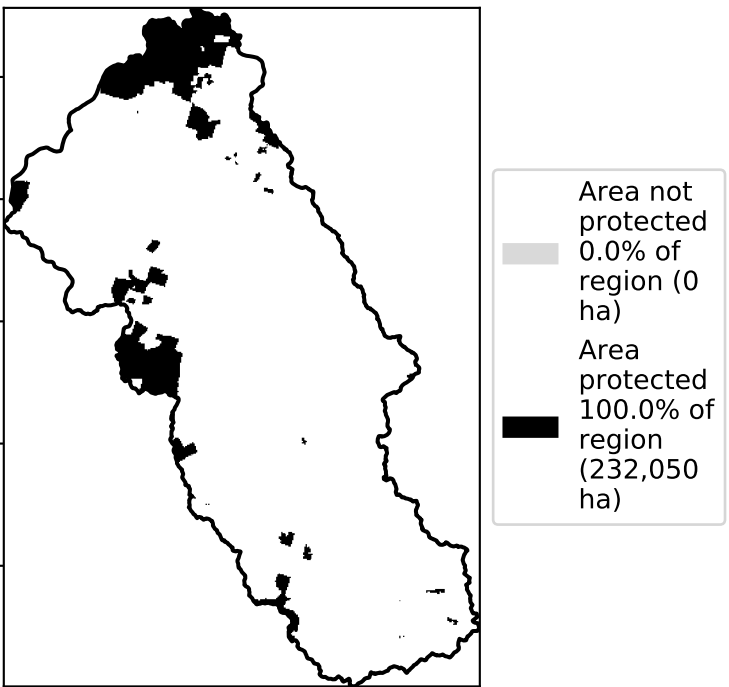 Area not
protected
0.0% of
region (0
ha)
Area
protected
100.0% of
region
(232,050
ha)